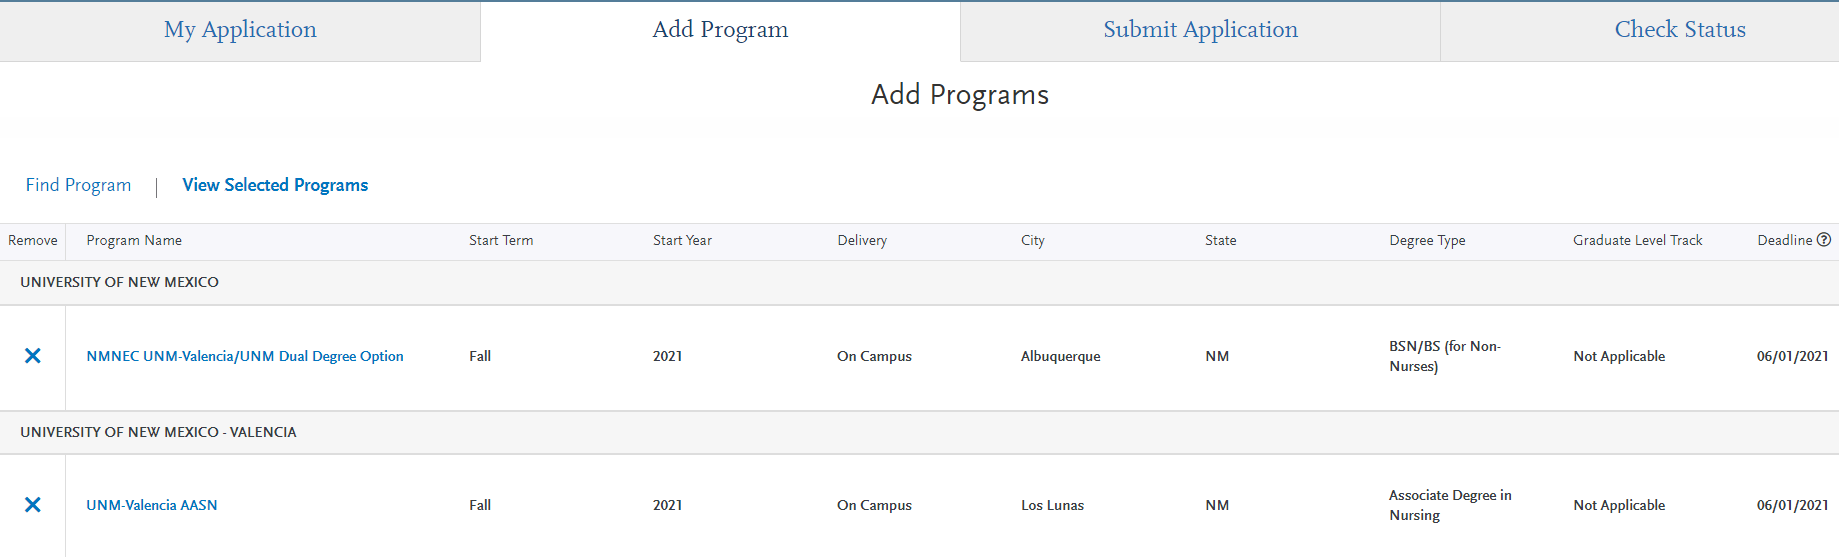 My Application
Add Program
Submit Application
Check Status
Add Programs
Find Program | View Selected Programs
Remove Program Name Start Term Start Year Delivery City State Degree Type Graduate Level Track Deadline ?
UNIVERSITY OF NEW MEXICO
✕ NMNEC UNM-Valencia/UNM Dual Degree Option Fall 2021 On Campus Albuquerque NM BSN/BS (for Non-
Nurses) Not Applicable 06/01/2021
UNIVERSITY OF NEW MEXICO - VALENCIA
✕ UNM-Valencia AASN Fall 2021 On Campus Los Lunas NM Associate Degree in
Nursing Not Applicable 06/01/2021